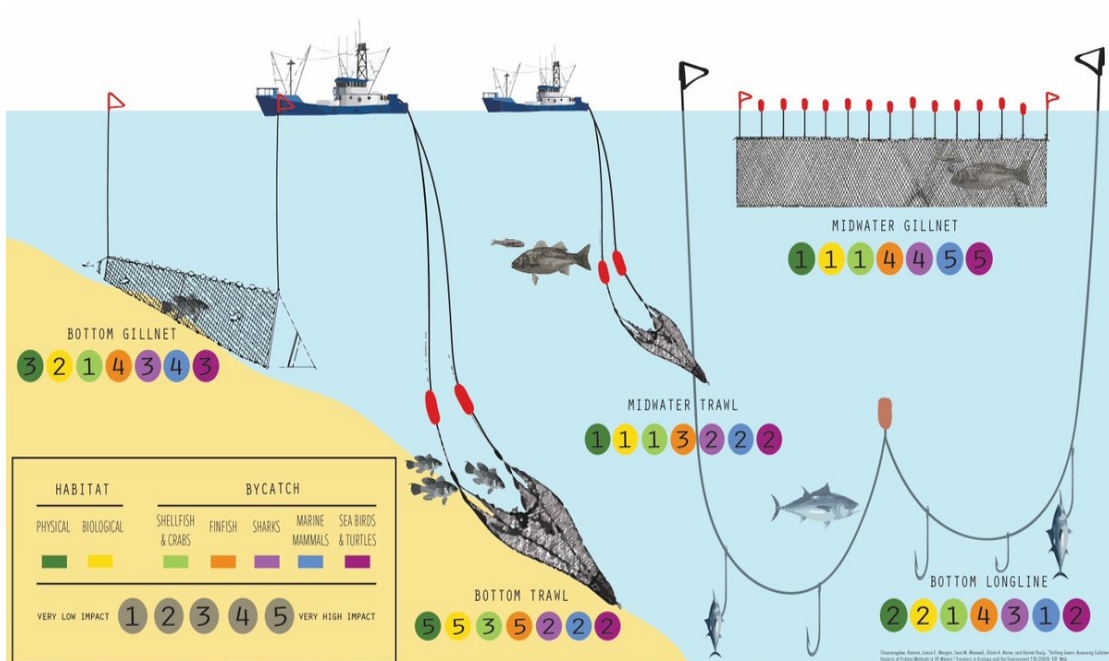 MIDWATER GILLNET
1 1 1 4 4 5 5
BOTTOM GILLNET
3 2 1 4 3 4 3
MIDWATER TRAWL
1 1 1 3 2 2 2
HABITAT
BYCATCH
PHYSICAL
BIOLOGICAL
SHELLFISH
& CRABS
FINFISH
SHARKS
MARINE
MAMMALS
SEA BIRDS
& TURTLES
VERY LOW IMPACT 1 2 3 4 5 VERY HIGH IMPACT
BOTTOM TRAWL
5 5 3 5 2 2 2
BOTTOM LONGLINE
2 2 1 4 3 1 2